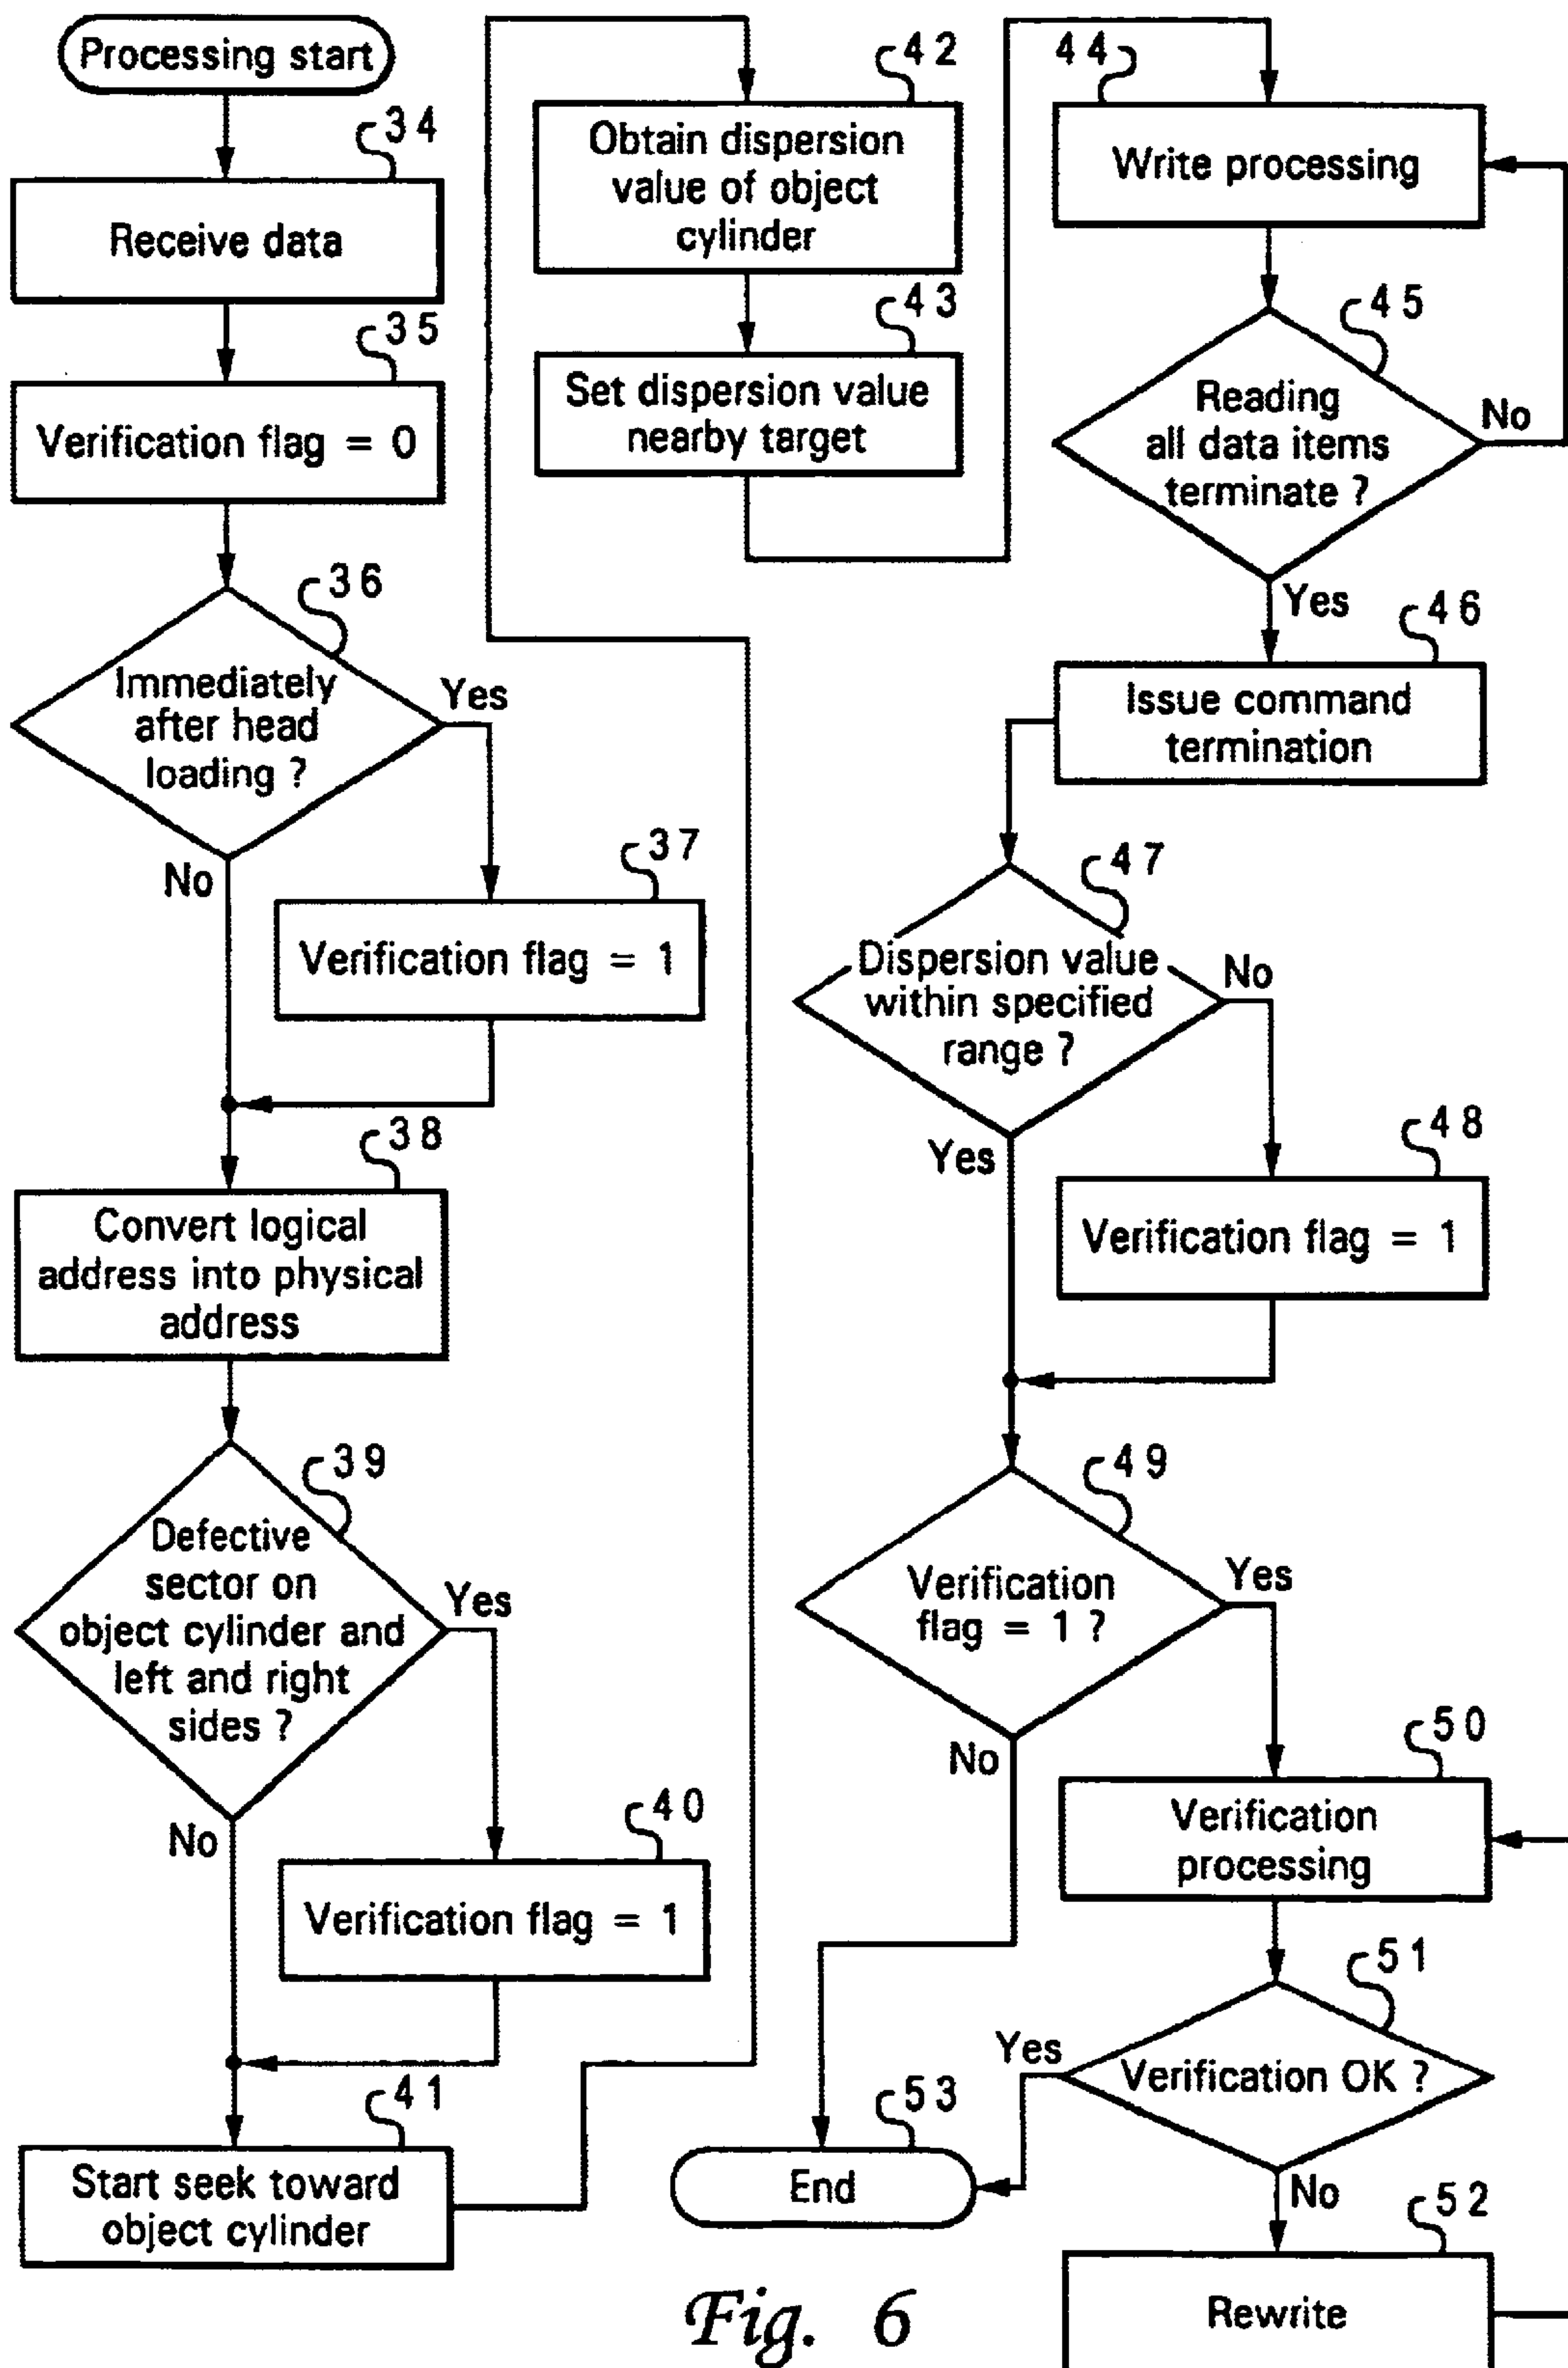 Processing start
34
Receive data
35
Verification flag = 0
36
Immediately
after head
loading ?
Yes
No
37
Verification flag = 1
38
Convert logical
address into physical
address
39
Defective
sector on
object cylinder and
left and right
sides ?
Yes
No
40
Verification flag = 1
41
Start seek toward
object cylinder
42
Obtain dispersion
value of object
cylinder
43
Set dispersion value
nearby target
44
Write processing
45
Reading
all data items
terminate ?
No
Yes
46
Issue command
termination
47
Dispersion value
within specified
range ?
No
Yes
48
Verification flag = 1
49
Verification
flag = 1 ?
Yes
No
50
Verification
processing
51
Verification OK ?
Yes
No
52
Rewrite
53
End
Fig. 6